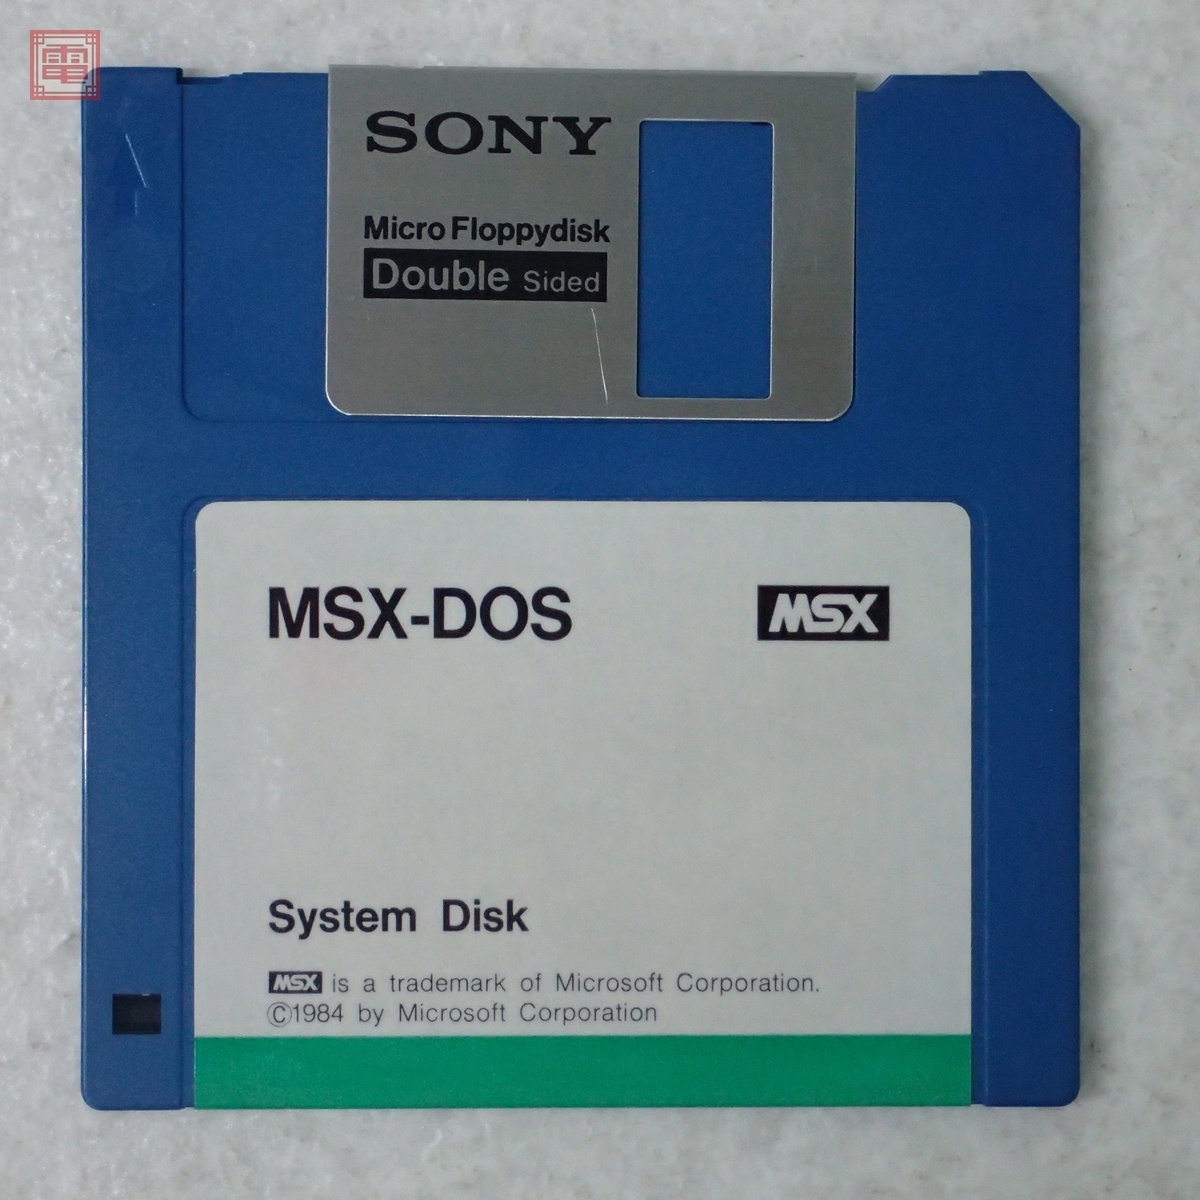 電
SONY
Micro Floppydisk
Double Sided
MSX-DOS
MSX
System Disk
MSX is a trademark of Microsoft Corporation.
©1984 by Microsoft Corporation